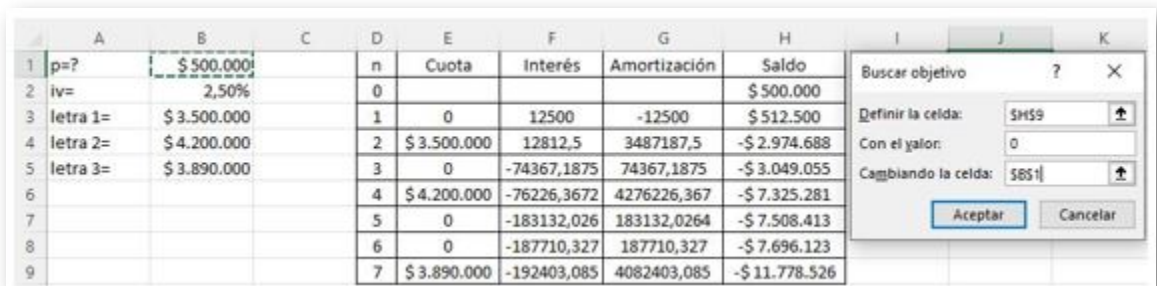 A B C D E F G H I J K
1 p=? $ 500.000 n Cuota Interés Amortización Saldo
2 iv= 2,50% 0 $ 500.000
3 letra 1= $ 3.500.000 1 0 12500 -12500 $ 512.500
4 letra 2= $ 4.200.000 2 $ 3.500.000 12812,5 3487187,5 -$ 2.974.688
5 letra 3= $ 3.890.000 3 0 -74367,1875 74367,1875 -$ 3.049.055
6 4 $ 4.200.000 -76226,3672 4276226,367 -$ 7.325.281
7 5 0 -183132,026 183132,0264 -$ 7.508.413
8 6 0 -187710,327 187710,327 -$ 7.696.123
9 7 $ 3.890.000 -192403,085 4082403,085 -$ 11.778.526
Buscar objetivo ? ×
Definir la celda: $H$9
Con el valor: 0
Cambiando la celda: $B$1
Aceptar Cancelar